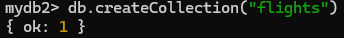 mydb2> db.createCollection("flights")
{ ok: 1 }